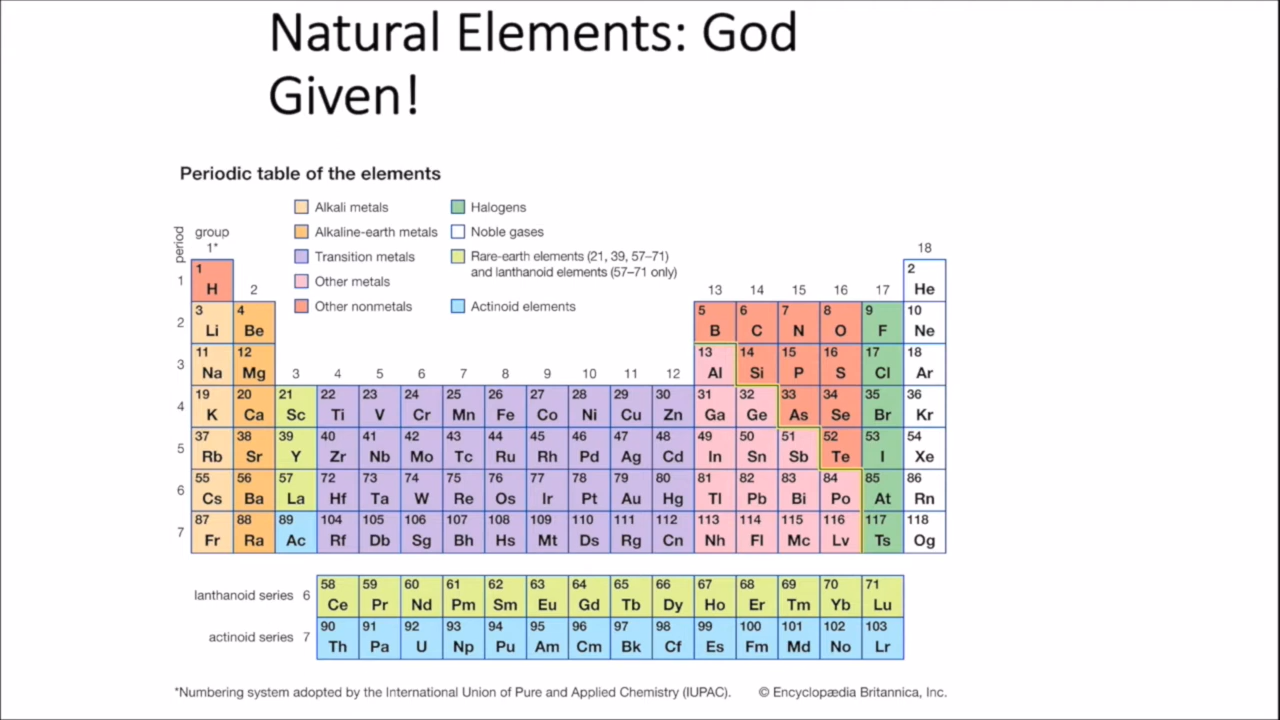 Natural Elements: God
Given!
Periodic table of the elements
Alkali metals
Alkaline-earth metals
Transition metals
Other metals
Other nonmetals
Halogens
Noble gases
Rare-earth elements (21, 39, 57–71)
and lanthanoid elements (57–71 only)
Actinoid elements
period
group
1* 18
1 2
1 2 13 14 15 16 17
H He
3 4 5 6 7 8 9 10
2 Li Be B C N O F Ne
11 12 13 14 15 16 17 18
3 Na Mg 3 4 5 6 7 8 9 10 11 12 Al Si P S Cl Ar
19 20 21 22 23 24 25 26 27 28 29 30 31 32 33 34 35 36
4 K Ca Sc Ti V Cr Mn Fe Co Ni Cu Zn Ga Ge As Se Br Kr
37 38 39 40 41 42 43 44 45 46 47 48 49 50 51 52 53 54
5 Rb Sr Y Zr Nb Mo Tc Ru Rh Pd Ag Cd In Sn Sb Te I Xe
55 56 57 72 73 74 75 76 77 78 79 80 81 82 83 84 85 86
6 Cs Ba La Hf Ta W Re Os Ir Pt Au Hg Tl Pb Bi Po At Rn
87 88 89 104 105 106 107 108 109 110 111 112 113 114 115 116 117 118
7 Fr Ra Ac Rf Db Sg Bh Hs Mt Ds Rg Cn Nh Fl Mc Lv Ts Og
58 59 60 61 62 63 64 65 66 67 68 69 70 71
lanthanoid series 6 Ce Pr Nd Pm Sm Eu Gd Tb Dy Ho Er Tm Yb Lu
90 91 92 93 94 95 96 97 98 99 100 101 102 103
actinoid series 7 Th Pa U Np Pu Am Cm Bk Cf Es Fm Md No Lr
*Numbering system adopted by the International Union of Pure and Applied Chemistry (IUPAC). © Encyclopædia Britannica, Inc.